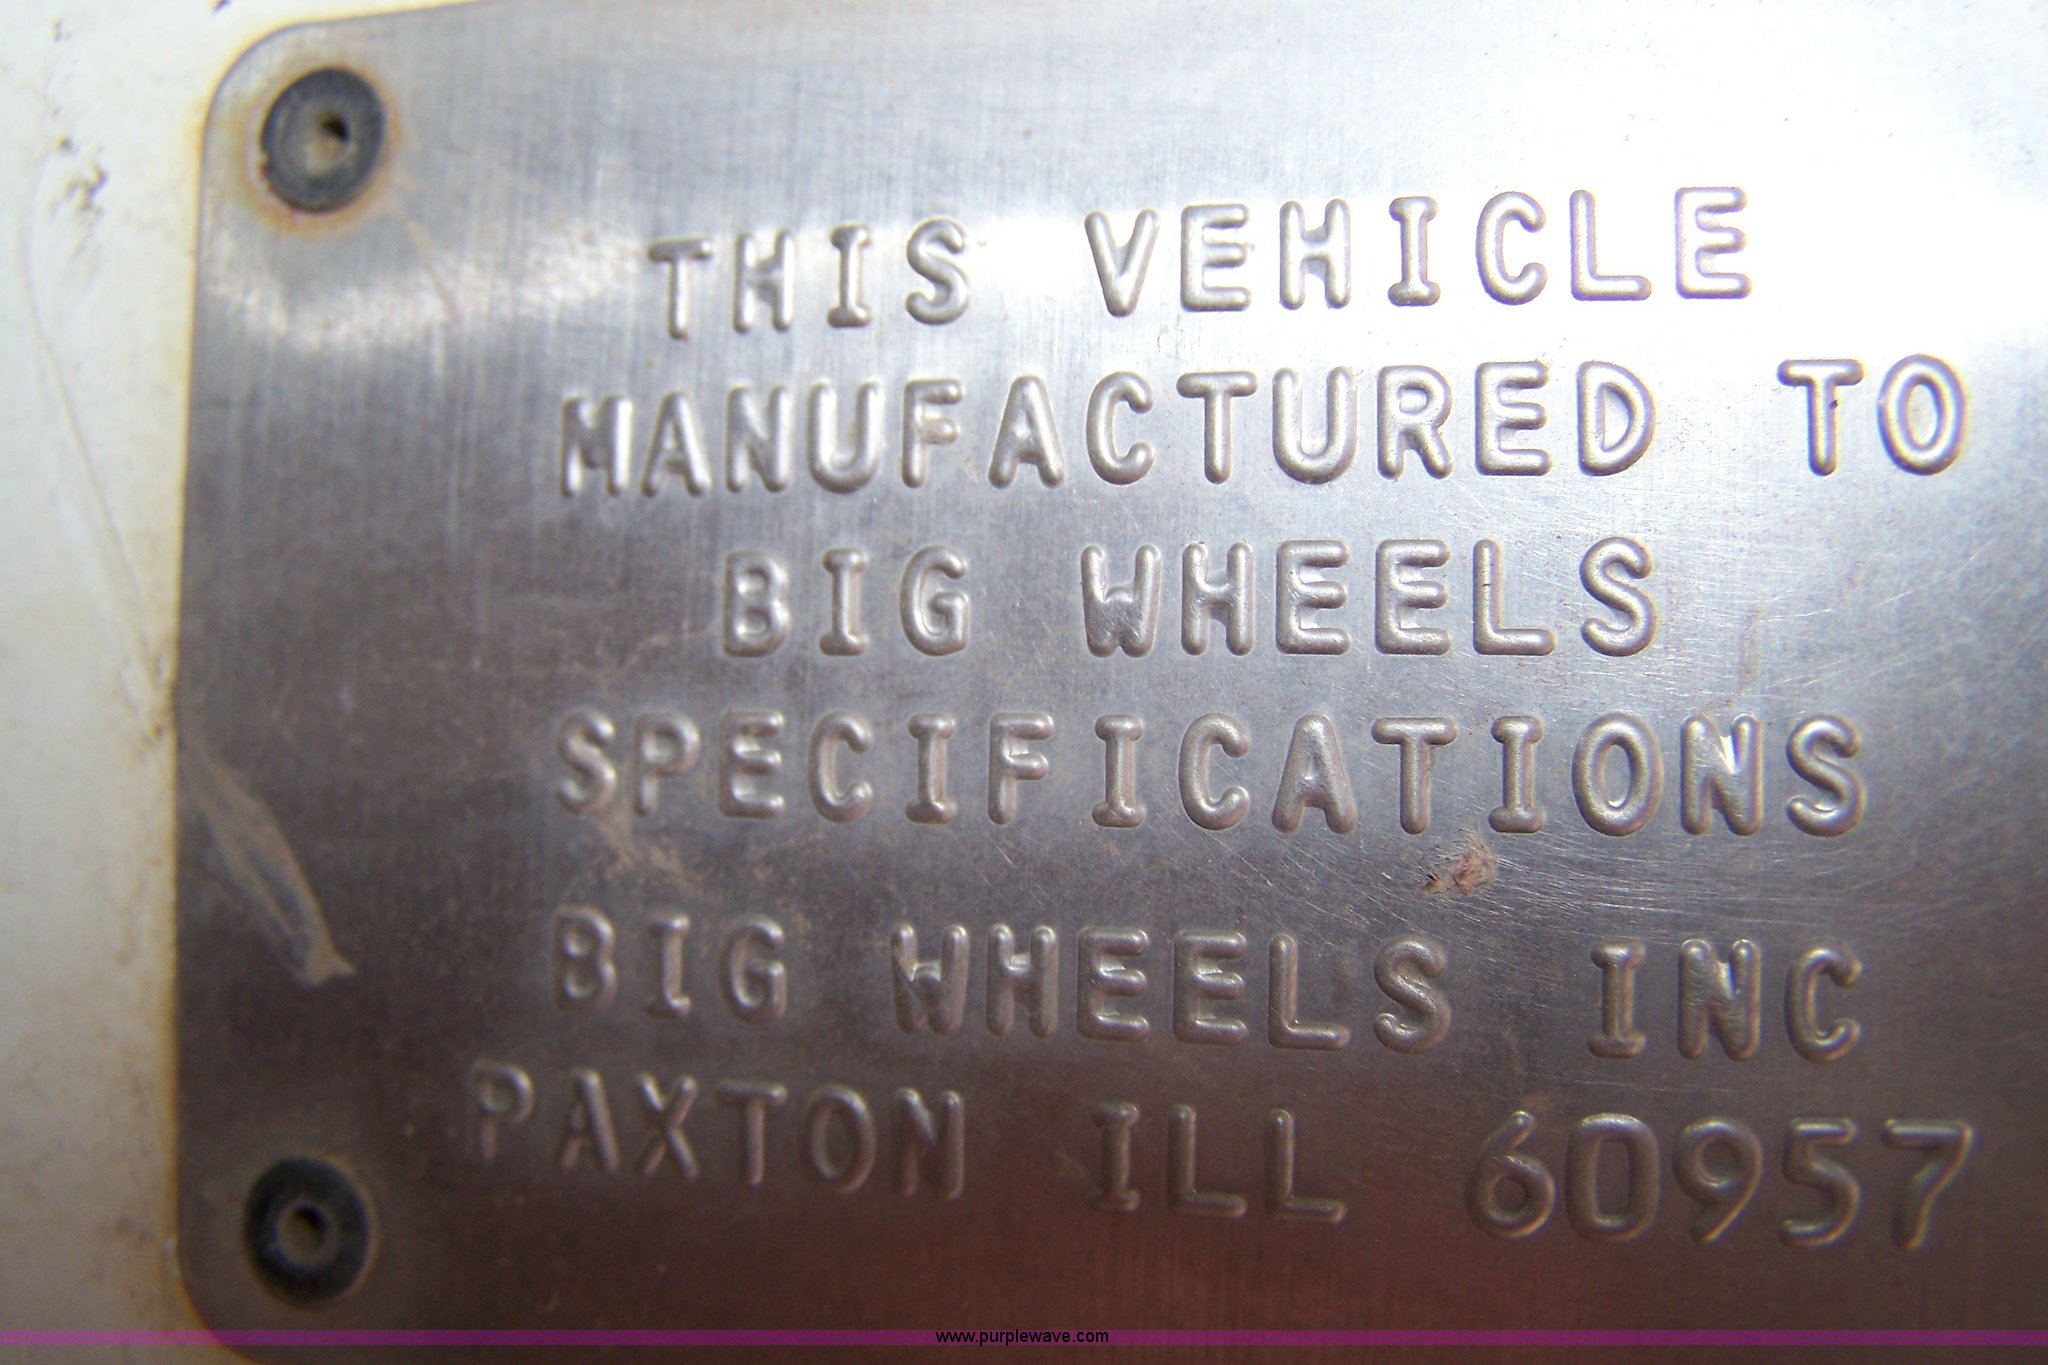 THIS VEHICLE
MANUFACTURED TO
BIG WHEELS
SPECIFICATIONS
BIG WHEELS INC
PAXTON ILL 60957
www.purplewave.com